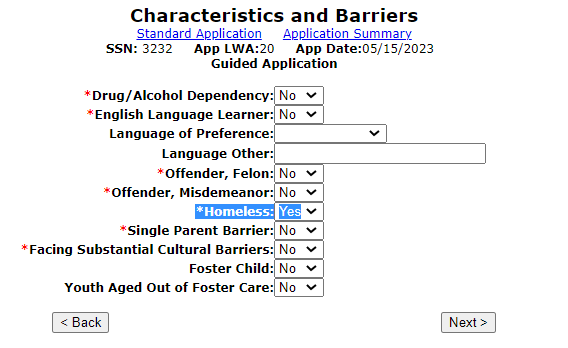 Characteristics and Barriers
Standard Application Application Summary
SSN: 3232 App LWA:20 App Date:05/15/2023
Guided Application
*Drug/Alcohol Dependency: No
*English Language Learner: No
Language of Preference:
Language Other:
*Offender, Felon: No
*Offender, Misdemeanor: No
*Homeless: Yes
*Single Parent Barrier: No
*Facing Substantial Cultural Barriers: No
Foster Child: No
Youth Aged Out of Foster Care: No
< Back Next >